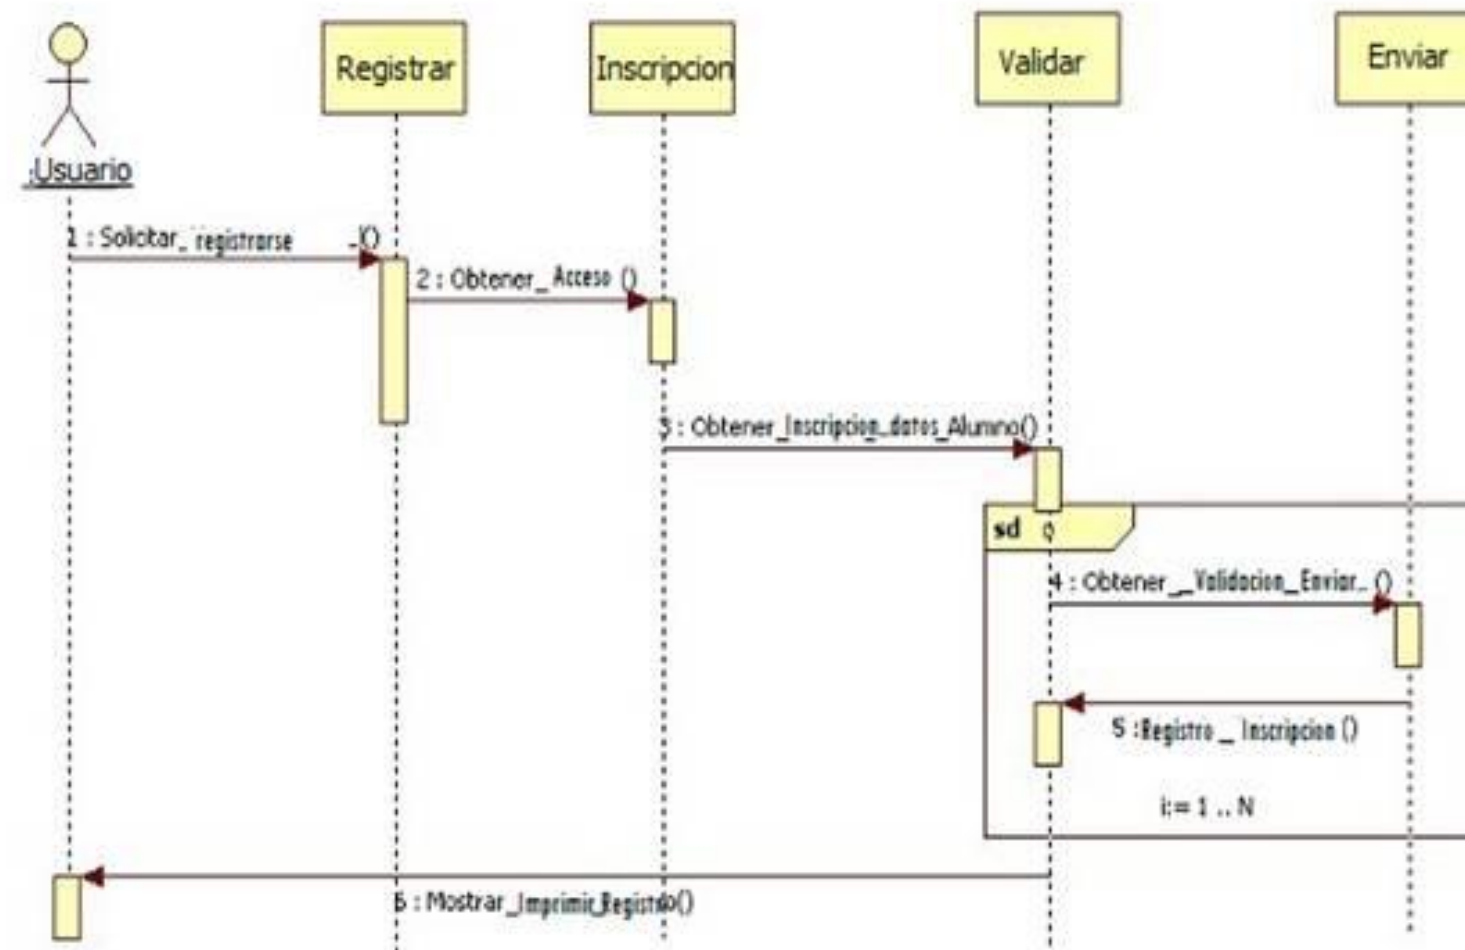 Registrar
Inscripcion
Validar
Enviar
:Usuario
1 : Solicitar_ registrarse _()
2 : Obtener_ Acceso ()
3 : Obtener_Inscripcion_datos_Alumno()
sd
4 : Obtener__Validacion_Enviar_ ()
5 :Registro _ Inscripcion ()
i:= 1 .. N
6 : Mostrar_Imprimir_Registro()